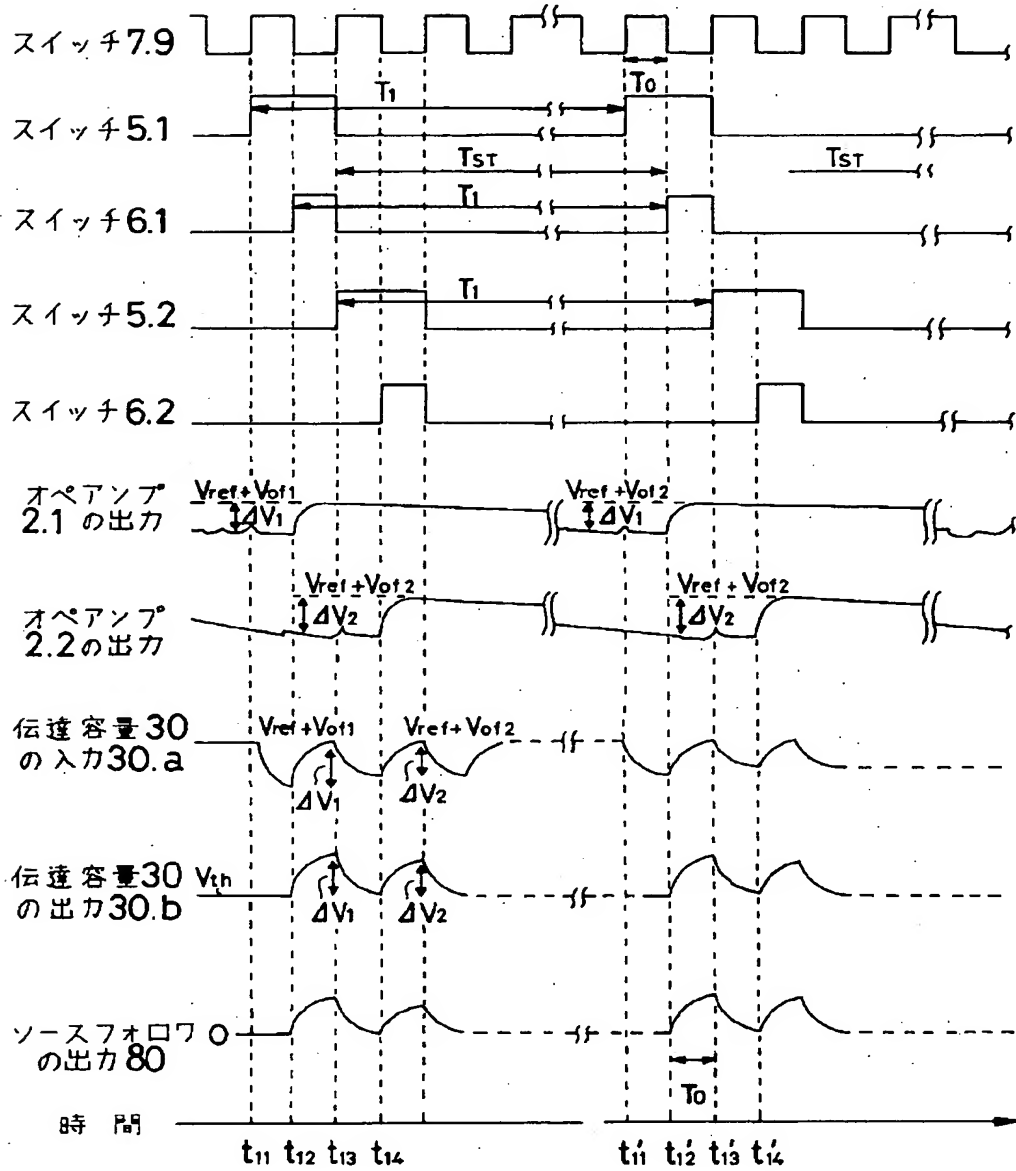 スイッチ7.9
T0
T1
スイッチ5.1
TST
TST
スイッチ6.1
T1
スイッチ5.2
T1
スイッチ6.2
オペアンプ
2.1 の出力
Vref+Vof1
ΔV1
Vref+Vof2
ΔV1
オペアンプ
2.2の出力
Vref+Vof2
ΔV2
Vref+Vof2
ΔV2
伝達容量30
の入力30.a
Vref+Vof1
Vref+Vof2
ΔV1
ΔV2
伝達容量30
の出力30.b
Vth
ΔV1
ΔV2
ソースフォロワ
の出力80
0
T0
時間
t11 t12 t13 t14 t'11 t'12 t'13 t'14